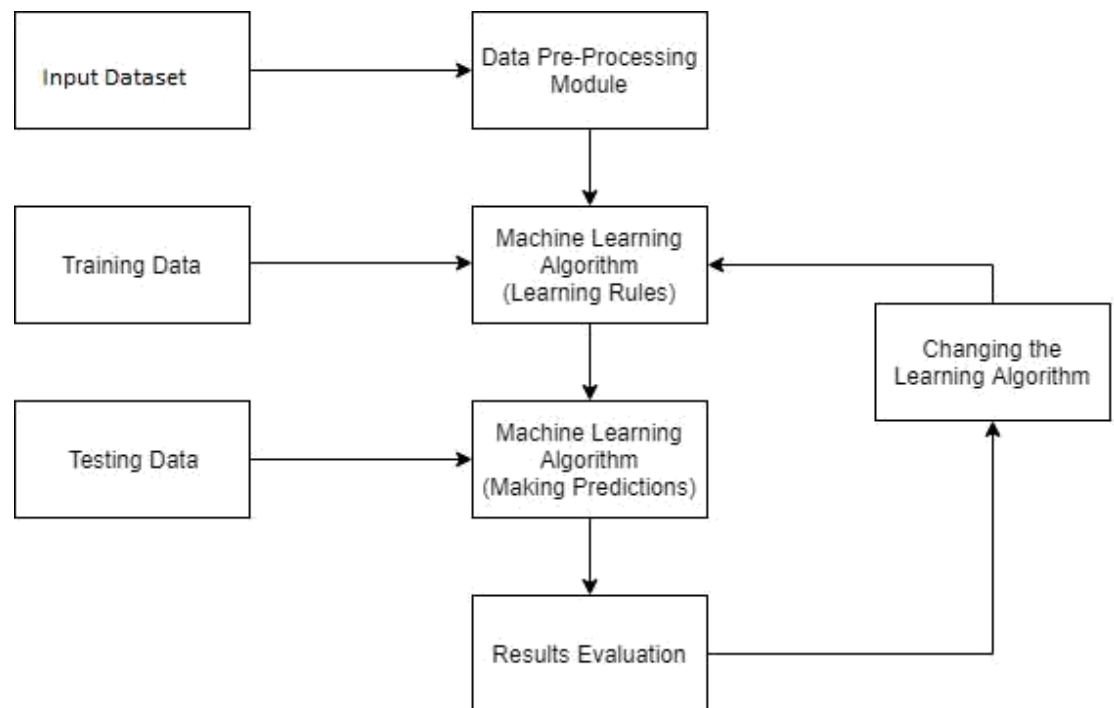 Input Dataset
Data Pre-Processing
Module
Training Data
Machine Learning
Algorithm
(Learning Rules)
Changing the
Learning Algorithm
Testing Data
Machine Learning
Algorithm
(Making Predictions)
Results Evaluation